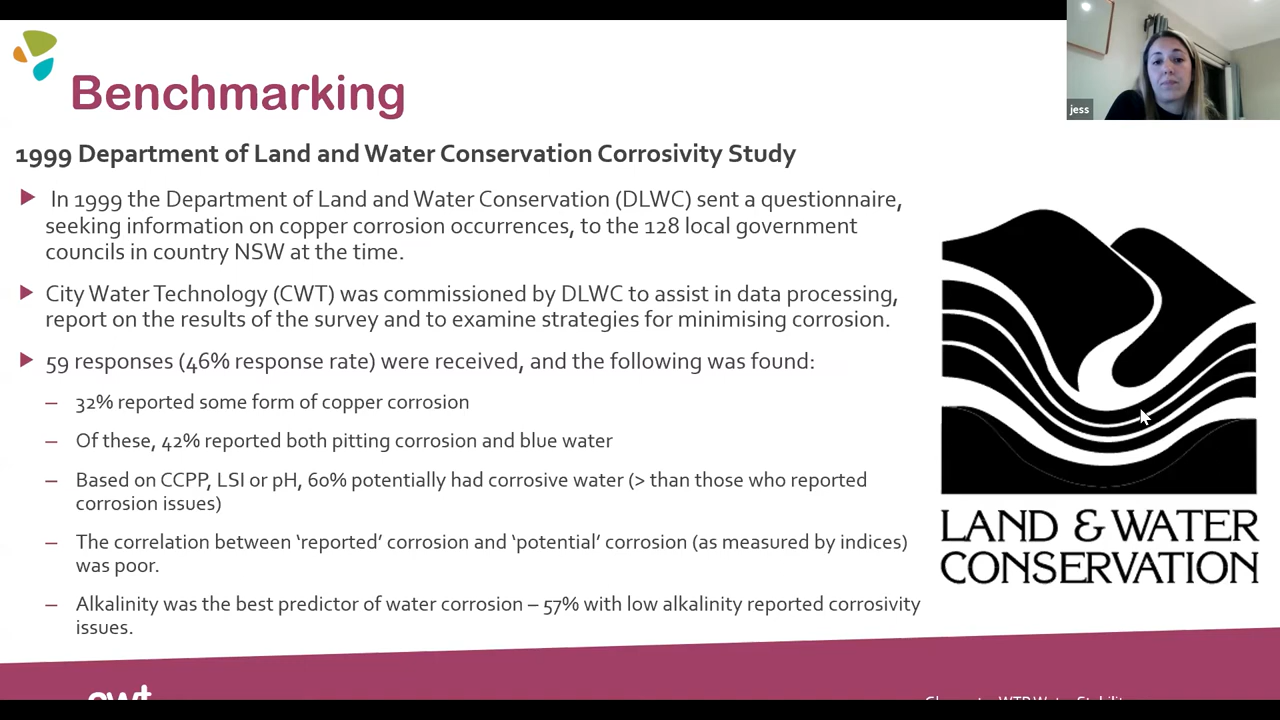 Benchmarking
jess
1999 Department of Land and Water Conservation Corrosivity Study
In 1999 the Department of Land and Water Conservation (DLWC) sent a questionnaire,
seeking information on copper corrosion occurrences, to the 128 local government
councils in country NSW at the time.
City Water Technology (CWT) was commissioned by DLWC to assist in data processing,
report on the results of the survey and to examine strategies for minimising corrosion.
59 responses (46% response rate) were received, and the following was found:
– 32% reported some form of copper corrosion
– Of these, 42% reported both pitting corrosion and blue water
– Based on CCPP, LSI or pH, 60% potentially had corrosive water (> than those who reported
corrosion issues)
– The correlation between ‘reported’ corrosion and ‘potential’ corrosion (as measured by indices)
was poor.
– Alkalinity was the best predictor of water corrosion – 57% with low alkalinity reported corrosivity
issues.
LAND & WATER
CONSERVATION
cwt
WTP Water Stability